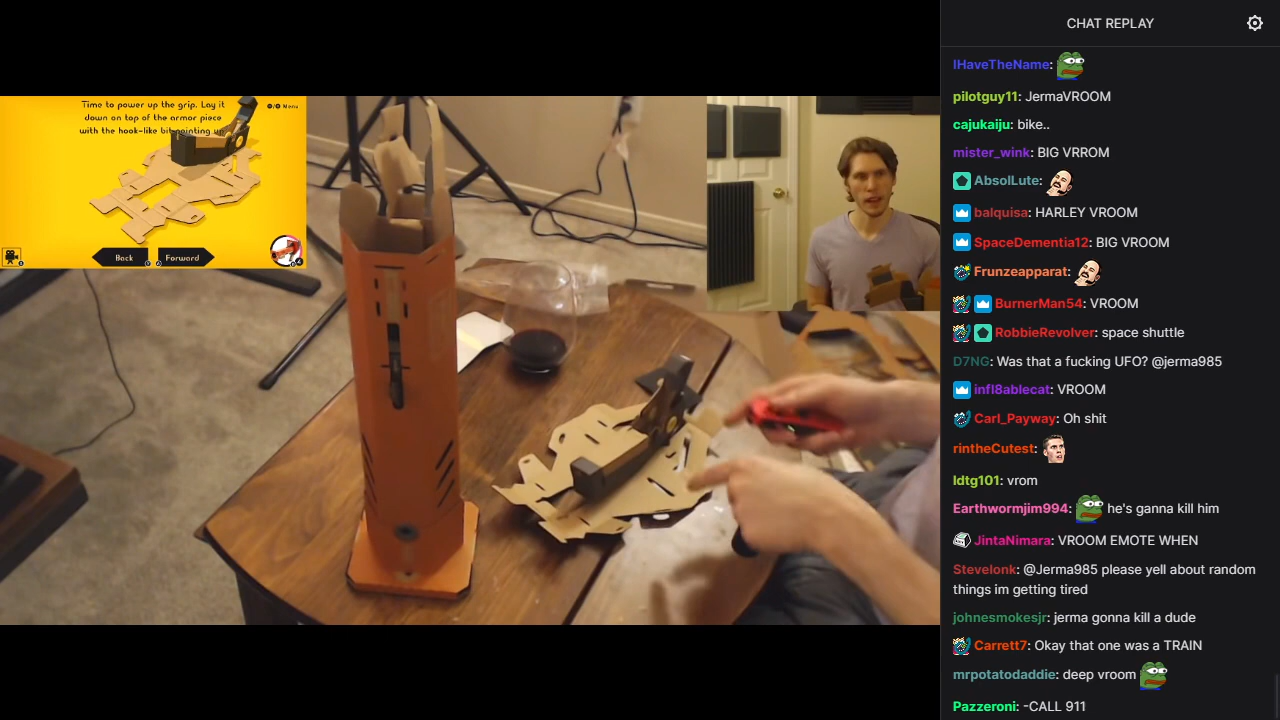 Time to power up the grip. Lay it
down on top of the armor piece
with the hook-like bit pointing up.
Menu
Back
Forward
CHAT REPLAY
IHaveTheName:
pilotguy11: JermaVROOM
cajukaiju: bike..
mister_wink: BIG VRROM
AbsolLute:
balquisa: HARLEY VROOM
SpaceDementia12: BIG VROOM
Frunzeapparat:
BurnerMan54: VROOM
RobbieRevolver: space shuttle
D7NG: Was that a fucking UFO? @jerma985
infl8ablecat: VROOM
Carl_Payway: Oh shit
rintheCutest:
ldtg101: vrom
Earthwormjim994: he's ganna kill him
JintaNimara: VROOM EMOTE WHEN
Stevelonk: @Jerma985 please yell about random
things im getting tired
johnesmokesjr: jerma gonna kill a dude
Carrett7: Okay that one was a TRAIN
mrpotatodaddie: deep vroom
Pazzeroni: -CALL 911